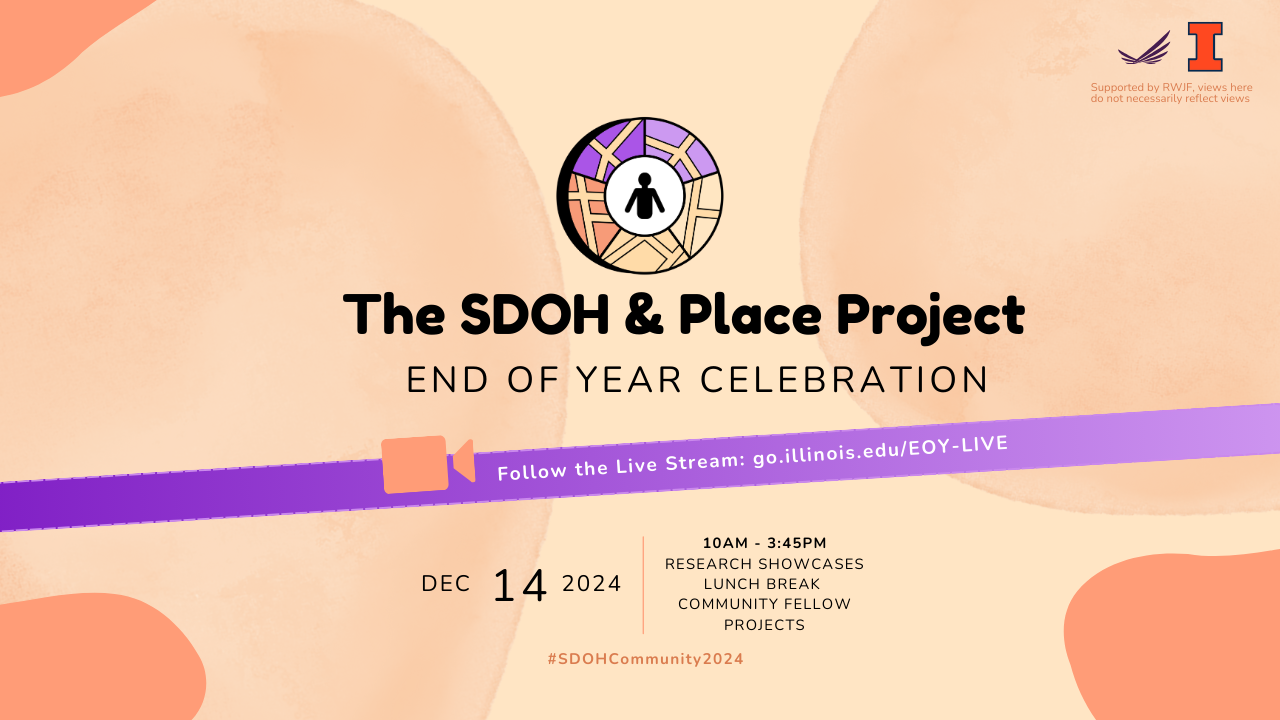 Supported by RWJF, views here
do not necessarily reflect views
The SDOH & Place Project
END OF YEAR CELEBRATION
Follow the Live Stream: go.illinois.edu/EOY-LIVE
DEC 14 2024
10AM - 3:45PM
RESEARCH SHOWCASES
LUNCH BREAK
COMMUNITY FELLOW
PROJECTS
#SDOHCommunity2024